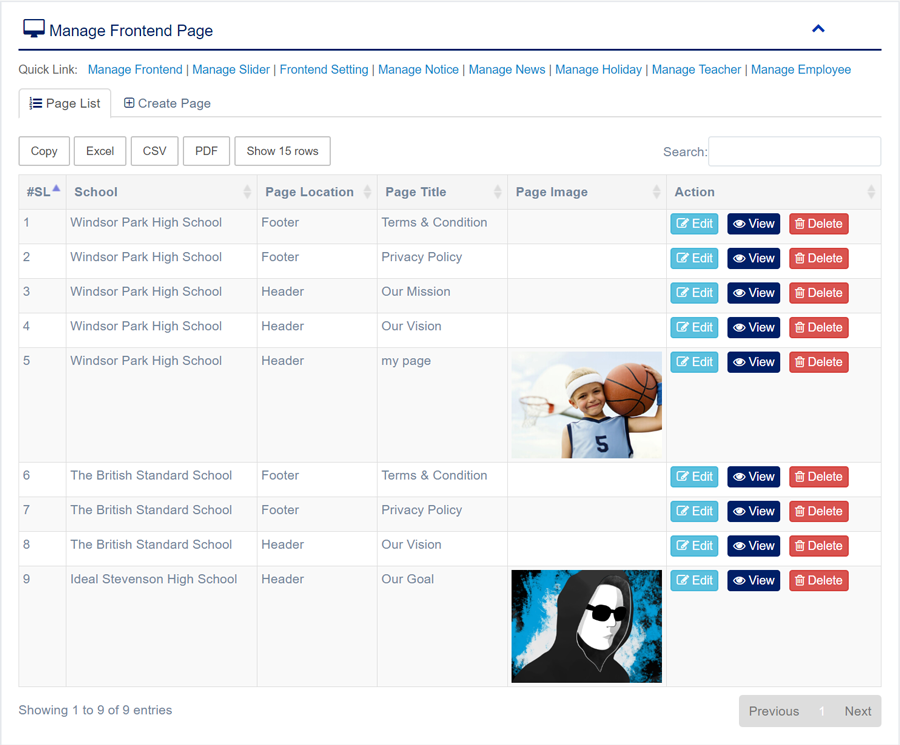 Manage Frontend Page
Quick Link: Manage Frontend | Manage Slider | Frontend Setting | Manage Notice | Manage News | Manage Holiday | Manage Teacher | Manage Employee
Page List Create Page
Copy Excel CSV PDF Show 15 rows Search:
#SL School Page Location Page Title Page Image Action
1 Windsor Park High School Footer Terms & Condition Edit View Delete
2 Windsor Park High School Footer Privacy Policy Edit View Delete
3 Windsor Park High School Header Our Mission Edit View Delete
4 Windsor Park High School Header Our Vision Edit View Delete
5 Windsor Park High School Header my page Edit View Delete
5
6 The British Standard School Footer Terms & Condition Edit View Delete
7 The British Standard School Footer Privacy Policy Edit View Delete
8 The British Standard School Header Our Vision Edit View Delete
9 Ideal Stevenson High School Header Our Goal Edit View Delete
Showing 1 to 9 of 9 entries Previous 1 Next